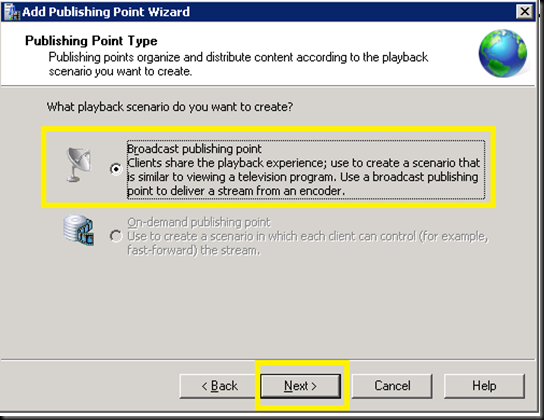 Add Publishing Point Wizard
Publishing Point Type
Publishing points organize and distribute content according to the playback
scenario you want to create.
What playback scenario do you want to create?
Broadcast publishing point
Clients share the playback experience; use to create a scenario that
is similar to viewing a television program. Use a broadcast publishing
point to deliver a stream from an encoder.
On-demand publishing point
Use to create a scenario in which each client can control (for example,
fast-forward) the stream.
< Back
Next >
Cancel
Help